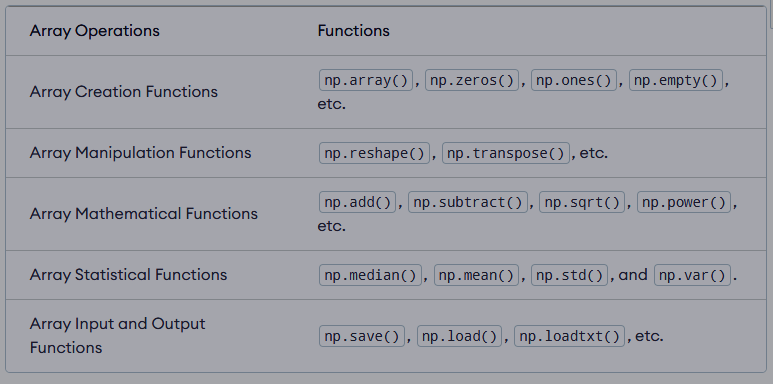 Array Operations Functions
Array Creation Functions np.array(), np.zeros(), np.ones(), np.empty(),
etc.
Array Manipulation Functions np.reshape(), np.transpose(), etc.
Array Mathematical Functions np.add(), np.subtract(), np.sqrt(), np.power(),
etc.
Array Statistical Functions np.median(), np.mean(), np.std(), and np.var().
Array Input and Output
Functions
np.save(), np.load(), np.loadtxt(), etc.